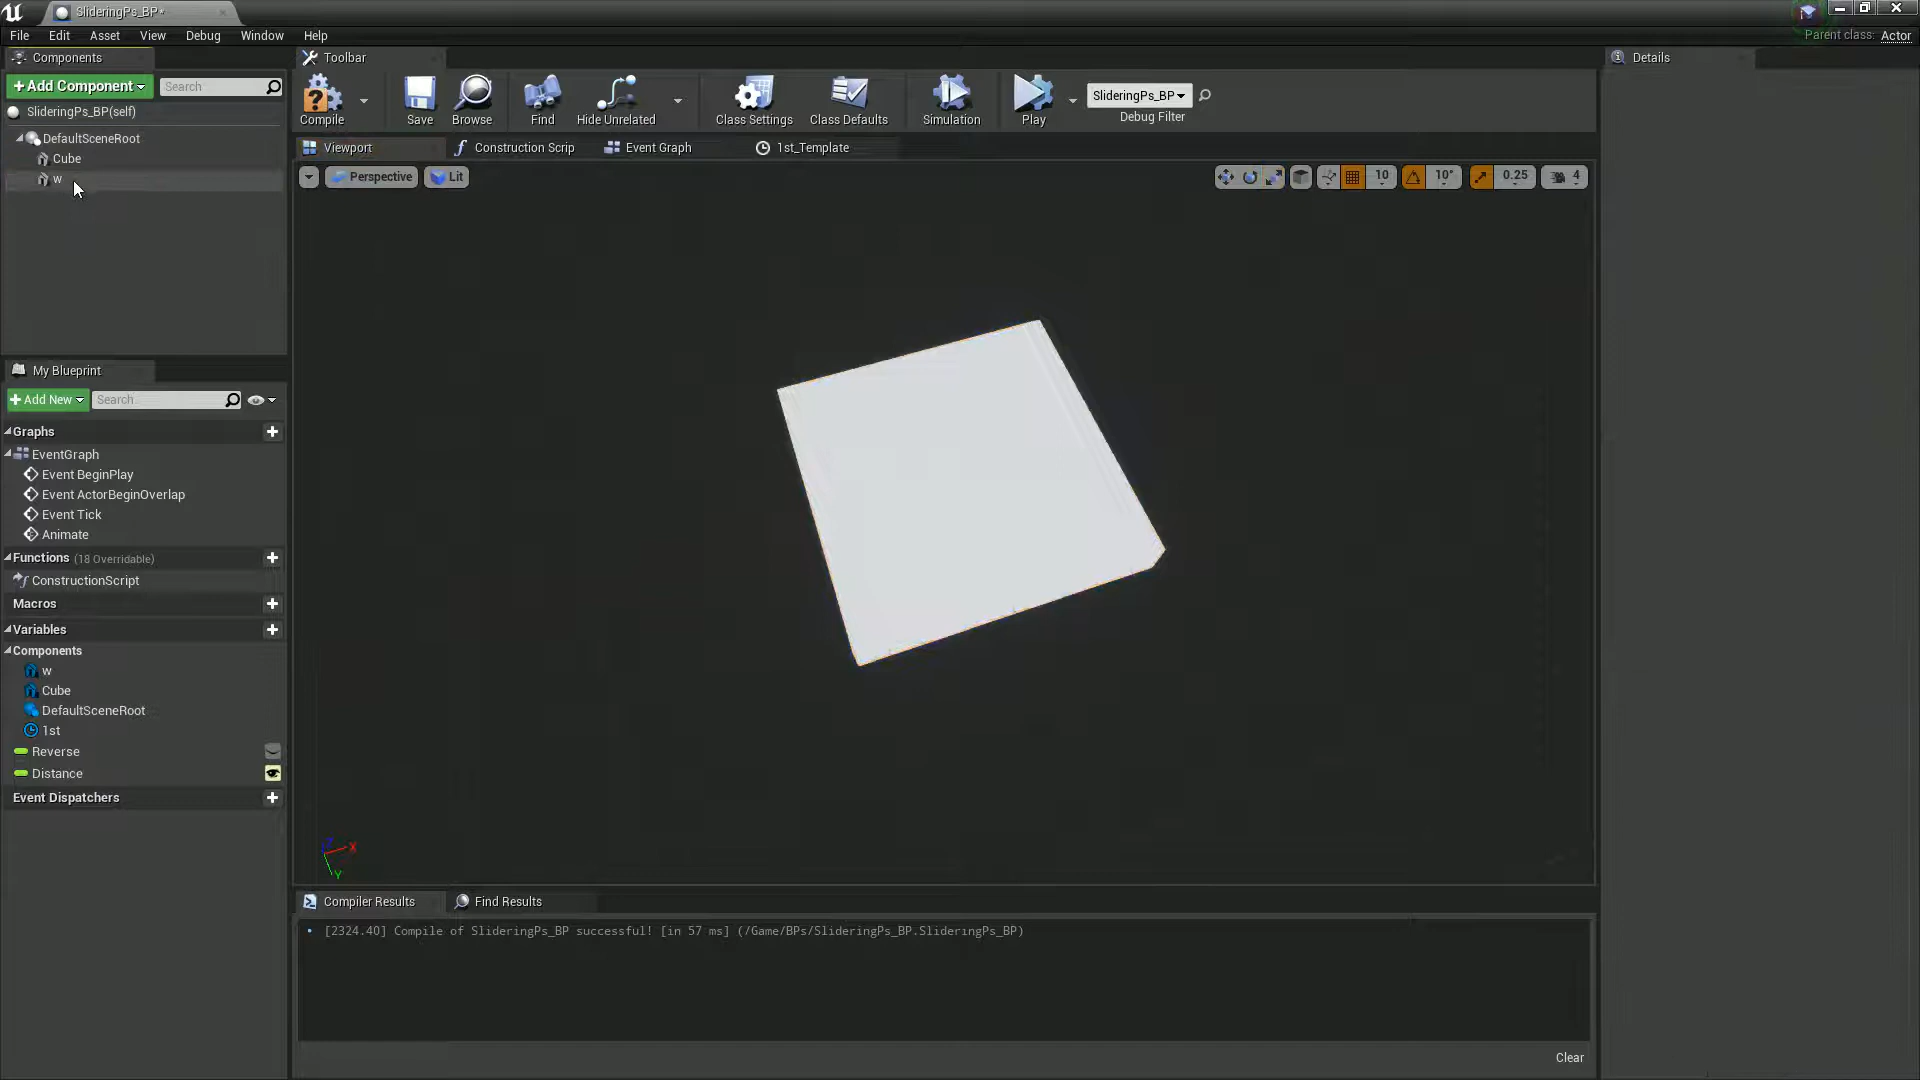 SlideringPs_BP*
File Edit Asset View Debug Window Help
Parent class: Actor
Components
+Add Component
Search
SlideringPs_BP(self)
DefaultSceneRoot
Cube
w
Toolbar
Compile
Save
Browse
Find
Hide Unrelated
Class Settings
Class Defaults
Simulation
Play
SlideringPs_BP
Debug Filter
Details
Viewport
Construction Scrip
Event Graph
1st_Template
Perspective
Lit
10
10°
0.25
4
My Blueprint
+Add New
Search
Graphs
EventGraph
Event BeginPlay
Event ActorBeginOverlap
Event Tick
Animate
Functions (18 Overridable)
ConstructionScript
Macros
Variables
Components
w
Cube
DefaultSceneRoot
1st
Reverse
Distance
Event Dispatchers
Z
X
Y
Compiler Results
Find Results
[2324.40] Compile of SlideringPs_BP successful! [in 57 ms] (/Game/BPs/SlideringPs_BP.SlideringPs_BP)
Clear